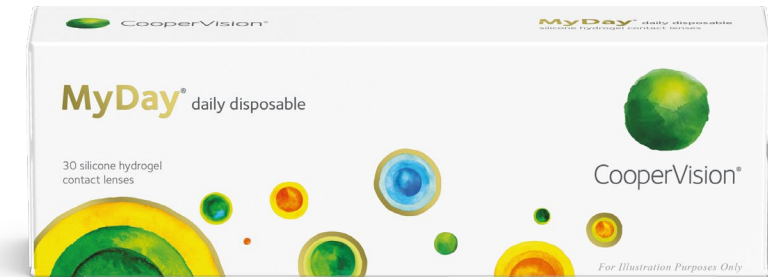 CooperVision®
MyDay® daily disposable
silicone hydrogel contact lenses
MyDay® daily disposable
30 silicone hydrogel
contact lenses
CooperVision®
For Illustration Purposes Only